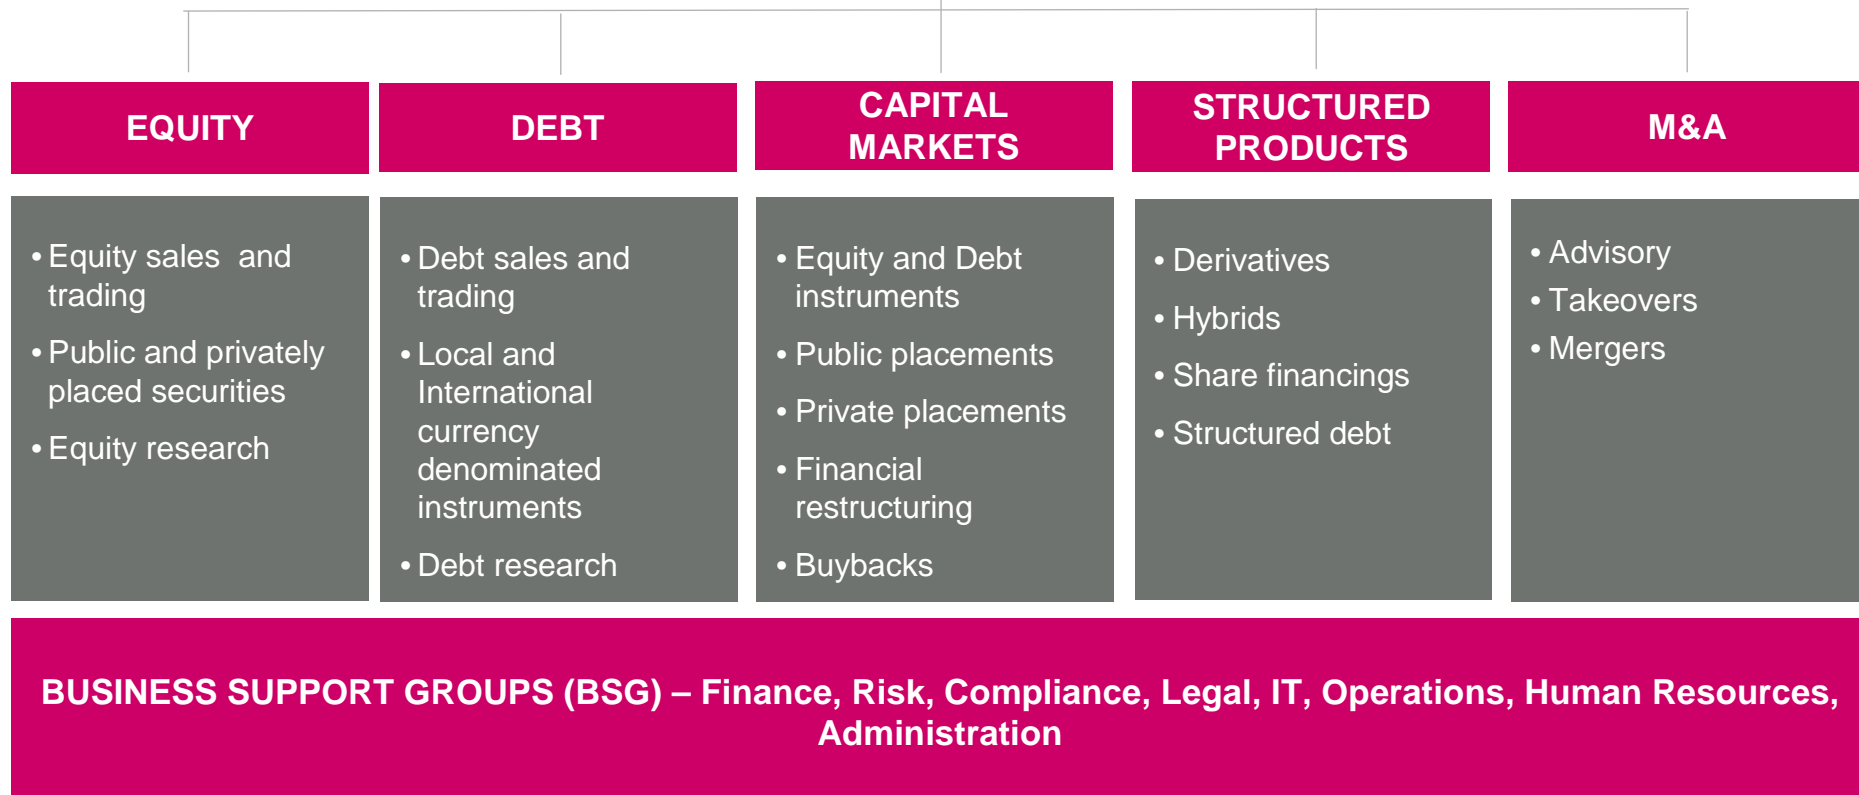 EQUITY
• Equity sales and
trading
• Public and privately
placed securities
• Equity research
DEBT
• Debt sales and
trading
• Local and
International
currency
denominated
instruments
• Debt research
CAPITAL
MARKETS
• Equity and Debt
instruments
• Public placements
• Private placements
• Financial
restructuring
• Buybacks
STRUCTURED
PRODUCTS
• Derivatives
• Hybrids
• Share financings
• Structured debt
M&A
• Advisory
• Takeovers
• Mergers
BUSINESS SUPPORT GROUPS (BSG) – Finance, Risk, Compliance, Legal, IT, Operations, Human Resources,
Administration